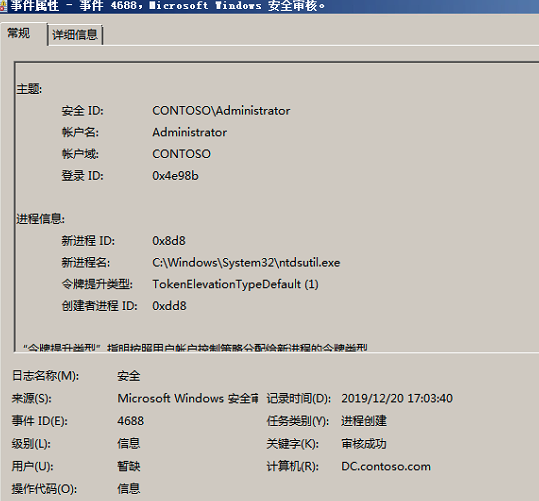 事件属性 - 事件 4688，Microsoft Windows 安全审核。
常规 详细信息
主题:
安全 ID: CONTOSO\Administrator
帐户名: Administrator
帐户域: CONTOSO
登录 ID: 0x4e98b
进程信息:
新进程 ID: 0x8d8
新进程名: C:\Windows\System32\ntdsutil.exe
令牌提升类型: TokenElevationTypeDefault (1)
创建者进程 ID: 0xdd8
“令牌提升类型”指明按照用户帐户控制策略分配给新进程的令牌类型
日志名称(M): 安全
来源(S): Microsoft Windows 安全审 记录时间(D): 2019/12/20 17:03:40
事件 ID(E): 4688 任务类别(Y): 进程创建
级别(L): 信息 关键字(K): 审核成功
用户(U): 暂缺 计算机(R): DC.contoso.com
操作代码(O): 信息